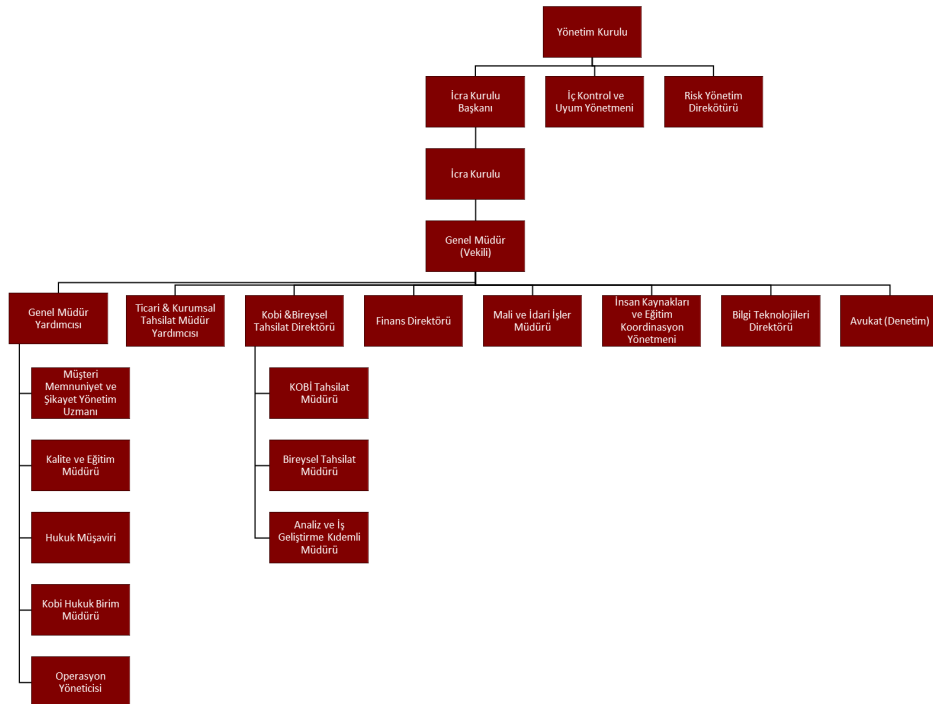 Yönetim Kurulu
İcra Kurulu
Başkanı
İç Kontrol ve
Uyum Yönetmeni
Risk Yönetim
Direkötürü
İcra Kurulu
Genel Müdür
(Vekili)
Genel Müdür
Yardımcısı
Ticari & Kurumsal
Tahsilat Müdür
Yardımcısı
Kobi &Bireysel
Tahsilat Direktörü
Finans Direktörü
Mali ve İdari İşler
Müdürü
İnsan Kaynakları
ve Eğitim
Koordinasyon
Yönetmeni
Bilgi Teknolojileri
Direktörü
Avukat (Denetim)
Müşteri
Memnuniyet ve
Şikayet Yönetim
Uzmanı
Kalite ve Eğitim
Müdürü
Hukuk Müşaviri
Kobi Hukuk Birim
Müdürü
Operasyon
Yöneticisi
KOBİ Tahsilat
Müdürü
Bireysel Tahsilat
Müdürü
Analiz ve İş
Geliştirme Kıdemli
Müdürü